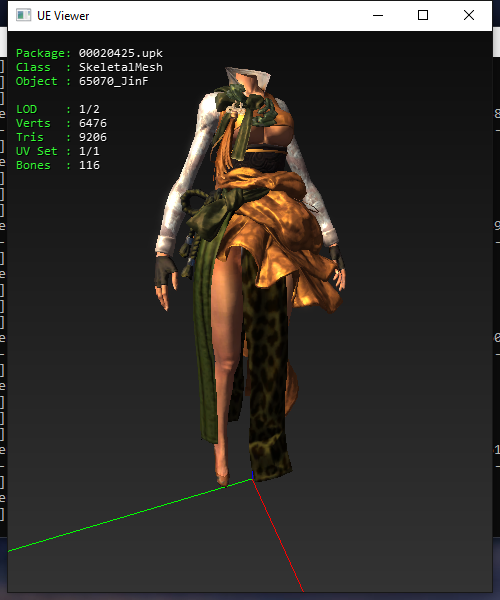 UE Viewer
Package: 00020425.upk
Class : SkeletalMesh
Object : 65070_JinF
LOD : 1/2
Verts : 6476
Tris : 9206
UV Set : 1/1
Bones : 116